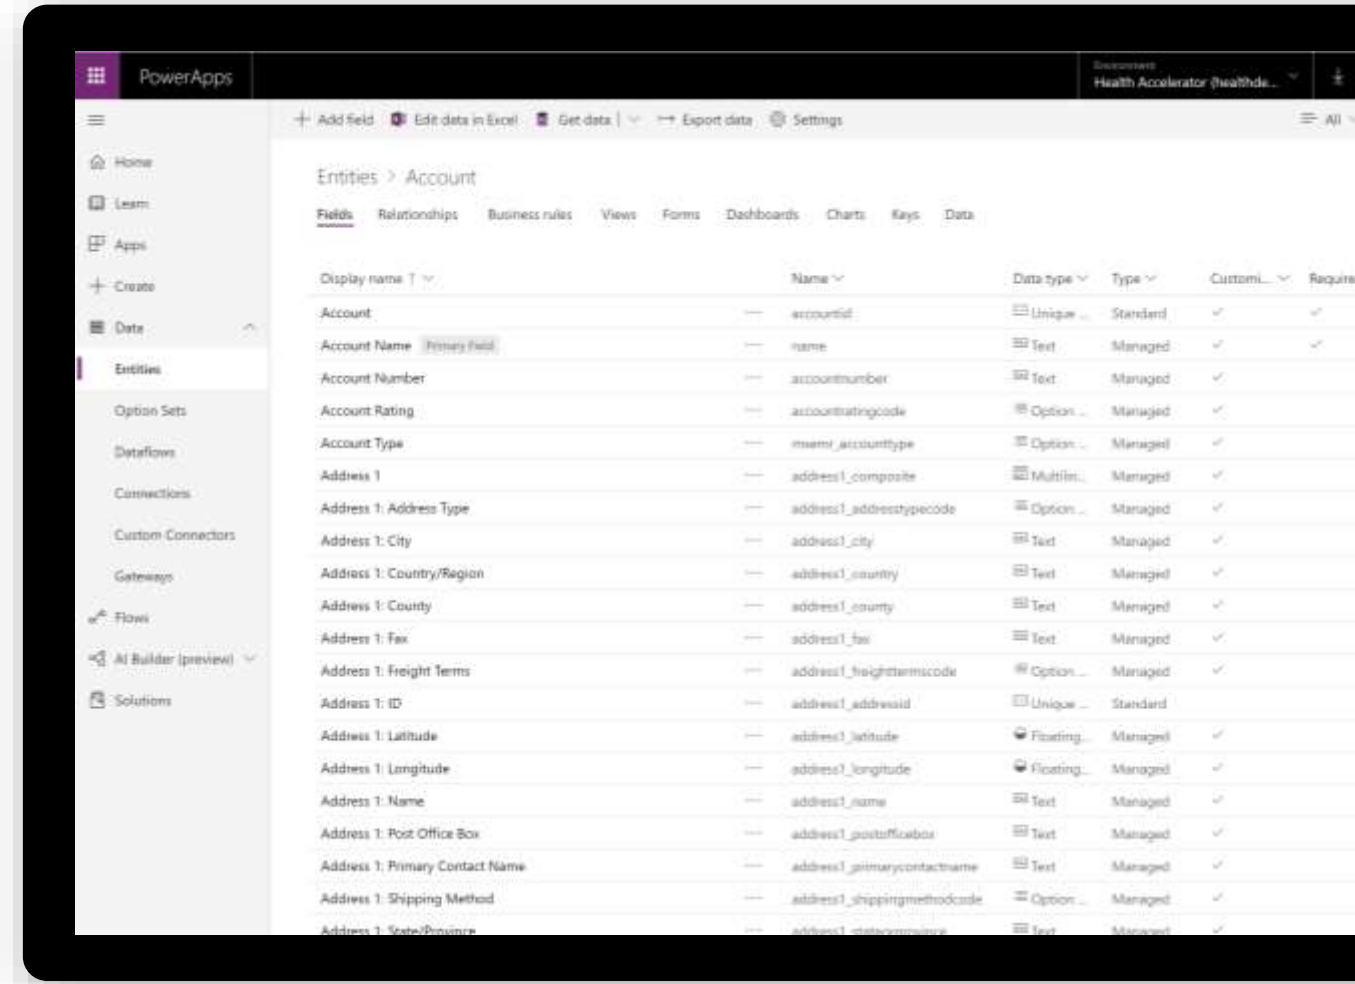 PowerApps
Environment
Health Accelerator (healthde...
Add field Edit data in Excel Get data Export data Settings
All
Home
Learn
Apps
Create
Data
Entities
Option Sets
Dataflows
Connections
Custom Connectors
Gateways
Flows
AI Builder (preview)
Solutions
Entities > Account
Fields Relationships Business rules Views Forms Dashboards Charts Keys Data
Display name ↑ Name Data type Type Customi... Require
Account ... accountid Unique ... Standard ✓ ✓
Account Name Primary Field ... name Text Managed ✓ ✓
Account Number ... accountnumber Text Managed ✓
Account Rating ... accountratingcode Option ... Managed ✓
Account Type ... msemr_accounttype Option ... Managed ✓
Address 1 ... address1_composite Multilin... Managed ✓
Address 1: Address Type ... address1_addresstypecode Option ... Managed ✓
Address 1: City ... address1_city Text Managed ✓
Address 1: Country/Region ... address1_country Text Managed ✓
Address 1: County ... address1_county Text Managed ✓
Address 1: Fax ... address1_fax Text Managed ✓
Address 1: Freight Terms ... address1_freighttermscode Option ... Managed ✓
Address 1: ID ... address1_addressid Unique ... Standard
Address 1: Latitude ... address1_latitude Floating... Managed ✓
Address 1: Longitude ... address1_longitude Floating... Managed ✓
Address 1: Name ... address1_name Text Managed ✓
Address 1: Post Office Box ... address1_postofficebox Text Managed ✓
Address 1: Primary Contact Name ... address1_primarycontactname Text Managed ✓
Address 1: Shipping Method ... address1_shippingmethodcode Option ... Managed ✓
Address 1: State/Province ... address1_stateorprovince Text Managed ✓